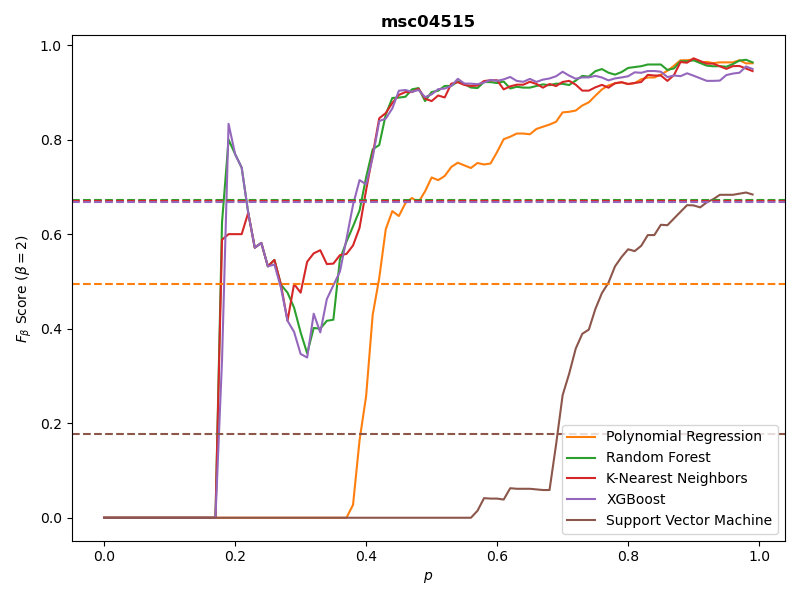 msc04515
1.0
0.8
0.6
0.4
0.2
0.0
Fβ Score (β = 2)
0.0 0.2 0.4 0.6 0.8 1.0
p
Polynomial Regression
Random Forest
K-Nearest Neighbors
XGBoost
Support Vector Machine